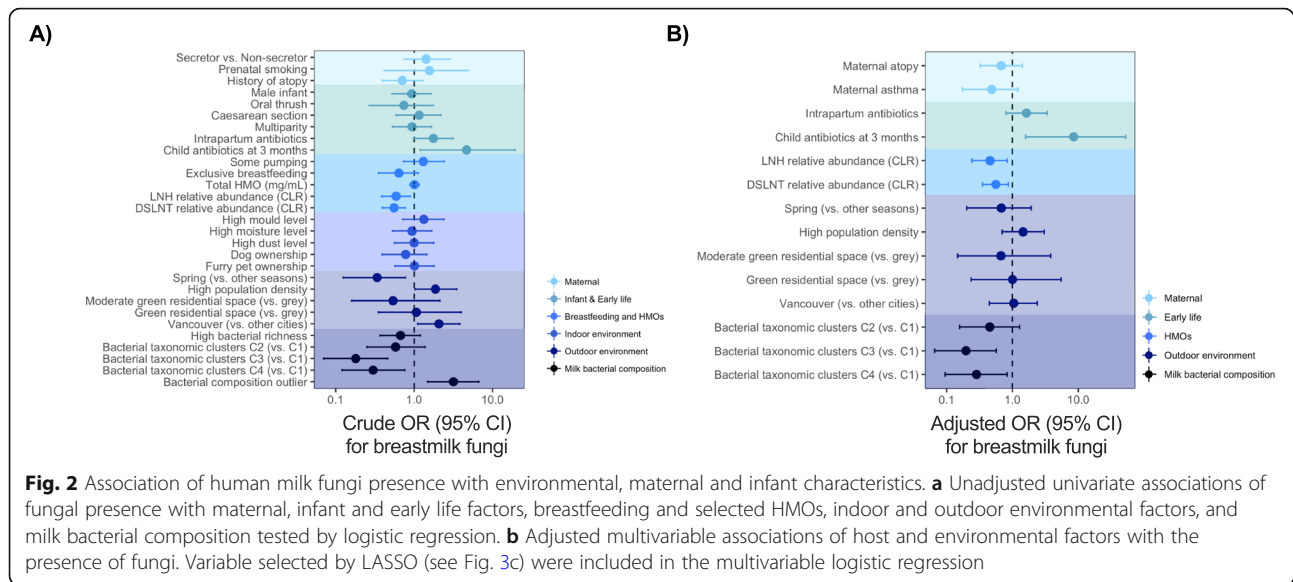 A)
Secretor vs. Non-secretor
Prenatal smoking
History of atopy
Male infant
Oral thrush
Caesarean section
Multiparity
Intrapartum antibiotics
Child antibiotics at 3 months
Some pumping
Exclusive breastfeeding
Total HMO (mg/mL)
LNH relative abundance (CLR)
DSLNT relative abundance (CLR)
High mould level
High moisture level
High dust level
Dog ownership
Furry pet ownership
Spring (vs. other seasons)
High population density
Moderate green residential space (vs. grey)
Green residential space (vs. grey)
Vancouver (vs. other cities)
High bacterial richness
Bacterial taxonomic clusters C2 (vs. C1)
Bacterial taxonomic clusters C3 (vs. C1)
Bacterial taxonomic clusters C4 (vs. C1)
Bacterial composition outlier
0.1 1.0 10.0
Crude OR (95% CI)
for breastmilk fungi
Maternal
Infant & Early life
Breastfeeding and HMOs
Indoor environment
Outdoor environment
Milk bacterial composition
B)
Maternal atopy
Maternal asthma
Intrapartum antibiotics
Child antibiotics at 3 months
LNH relative abundance (CLR)
DSLNT relative abundance (CLR)
Spring (vs. other seasons)
High population density
Moderate green residential space (vs. grey)
Green residential space (vs. grey)
Vancouver (vs. other cities)
Bacterial taxonomic clusters C2 (vs. C1)
Bacterial taxonomic clusters C3 (vs. C1)
Bacterial taxonomic clusters C4 (vs. C1)
0.1 1.0 10.0
Adjusted OR (95% CI)
for breastmilk fungi
Maternal
Early life
HMOs
Outdoor environment
Milk bacterial composition
Fig. 2 Association of human milk fungi presence with environmental, maternal and infant characteristics. a Unadjusted univariate associations of
fungal presence with maternal, infant and early life factors, breastfeeding and selected HMOs, indoor and outdoor environmental factors, and
milk bacterial composition tested by logistic regression. b Adjusted multivariable associations of host and environmental factors with the
presence of fungi. Variable selected by LASSO (see Fig. 3c) were included in the multivariable logistic regression